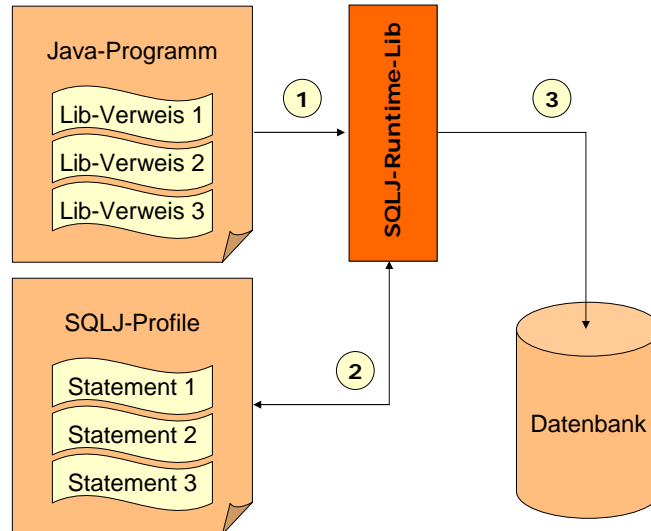 Java-Programm
Lib-Verweis 1
Lib-Verweis 2
Lib-Verweis 3
1
SQLJ-Runtime-Lib
3
SQLJ-Profile
Statement 1
Statement 2
Statement 3
2
Datenbank